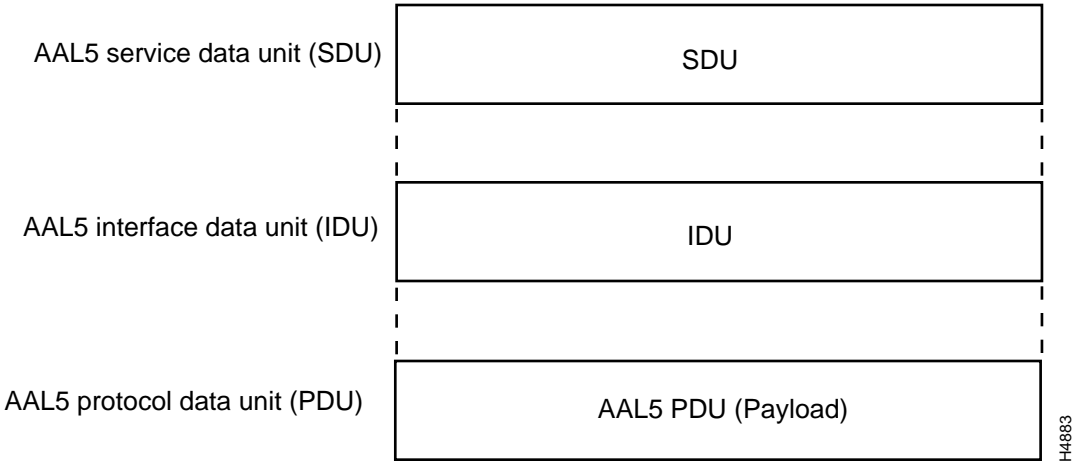 AAL5 service data unit (SDU)
SDU
AAL5 interface data unit (IDU)
IDU
AAL5 protocol data unit (PDU)
AAL5 PDU (Payload)
H4883